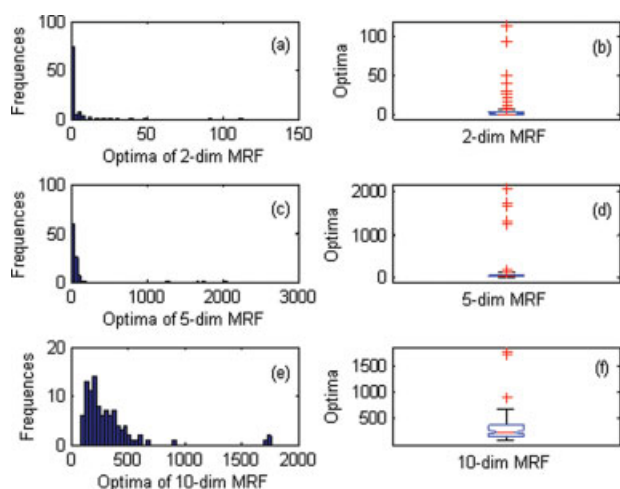 100
50
0
Frequences
(a)
0 50 100 150
Optima of 2-dim MRF
100
50
0
Optima
(b)
2-dim MRF
100
50
0
Frequences
(c)
0 1000 2000 3000
Optima of 5-dim MRF
2000
1000
0
Optima
(d)
5-dim MRF
20
10
0
Frequences
(e)
0 500 1000 1500 2000
Optima of 10-dim MRF
1500
1000
500
Optima
(f)
10-dim MRF